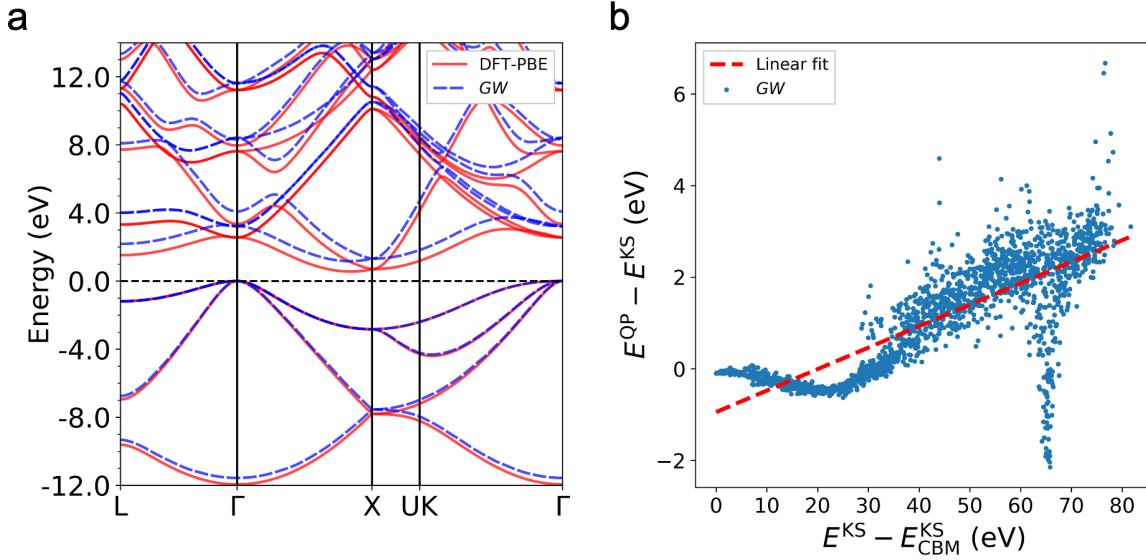 a
Energy (eV)
12.0
8.0
4.0
0.0
-4.0
-8.0
-12.0
L
Γ
X
UK
Γ
DFT-PBE
GW
b
E^QP − E^KS (eV)
6
4
2
0
−2
0
10
20
30
40
50
60
70
80
E^KS − E^KS_CBM (eV)
Linear fit
GW